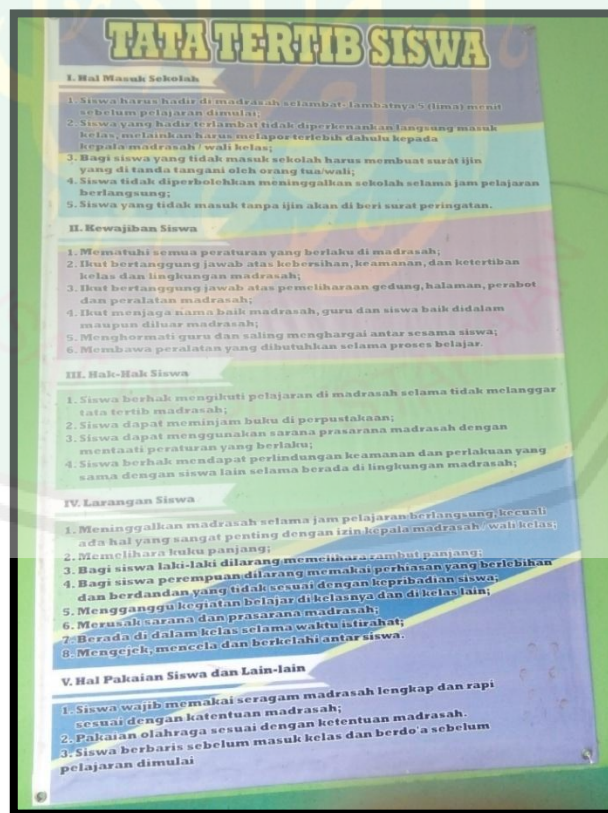 TATA TERTIB SISWA
I. Hal Masuk Sekolah
1. Siswa harus hadir di madrasah selambat-lambatnya 5 (lima) menit
sebelum pelajaran dimulai;
2. Siswa yang hadir terlambat tidak diperkenankan langsung masuk
kelas, melainkan harus melapor terlebih dahulu kepada
kepala madrasah / wali kelas;
3. Bagi siswa yang tidak masuk sekolah harus membuat surat ijin
yang di tanda tangani oleh orang tua/wali;
4. Siswa tidak diperbolehkan meninggalkan sekolah selama jam pelajaran
berlangsung;
5. Siswa yang tidak masuk tanpa ijin akan di beri surat peringatan.
II. Kewajiban Siswa
1. Mematuhi semua peraturan yang berlaku di madrasah;
2. Ikut bertanggung jawab atas kebersihan, keamanan, dan ketertiban
kelas dan lingkungan madrasah;
3. Ikut bertanggung jawab atas pemeliharaan gedung, halaman, perabot
dan peralatan madrasah;
4. Ikut menjaga nama baik madrasah, guru dan siswa baik didalam
maupun diluar madrasah;
5. Menghormati guru dan saling menghargai antar sesama siswa;
6. Membawa peralatan yang dibutuhkan selama proses belajar.
III. Hak-Hak Siswa
1. Siswa berhak mengikuti pelajaran di madrasah selama tidak melanggar
tata tertib madrasah;
2. Siswa dapat meminjam buku di perpustakaan;
3. Siswa dapat menggunakan sarana prasarana madrasah dengan
mentaati peraturan yang berlaku;
4. Siswa berhak mendapat perlindungan keamanan dan perlakuan yang
sama dengan siswa lain selama berada di lingkungan madrasah;
IV. Larangan Siswa
1. Meninggalkan madrasah selama jam pelajaran berlangsung, kecuali
ada hal yang sangat penting dengan izin kepala madrasah / wali kelas;
2. Memelihara kuku panjang;
3. Bagi siswa laki-laki dilarang memelihara rambut panjang;
4. Bagi siswa perempuan dilarang memakai perhiasan yang berlebihan
dan berdandan yang tidak sesuai dengan kepribadian siswa;
5. Mengganggu kegiatan belajar di kelasnya dan di kelas lain;
6. Merusak sarana dan prasarana madrasah;
7. Berada di dalam kelas selama waktu istirahat;
8. Mengejek, mencela dan berkelahi antar siswa.
V. Hal Pakaian Siswa dan Lain-lain
1. Siswa wajib memakai seragam madrasah lengkap dan rapi
sesuai dengan katentuan madrasah;
2. Pakaian olahraga sesuai dengan ketentuan madrasah.
3. Siswa berbaris sebelum masuk kelas dan berdo'a sebelum
pelajaran dimulai